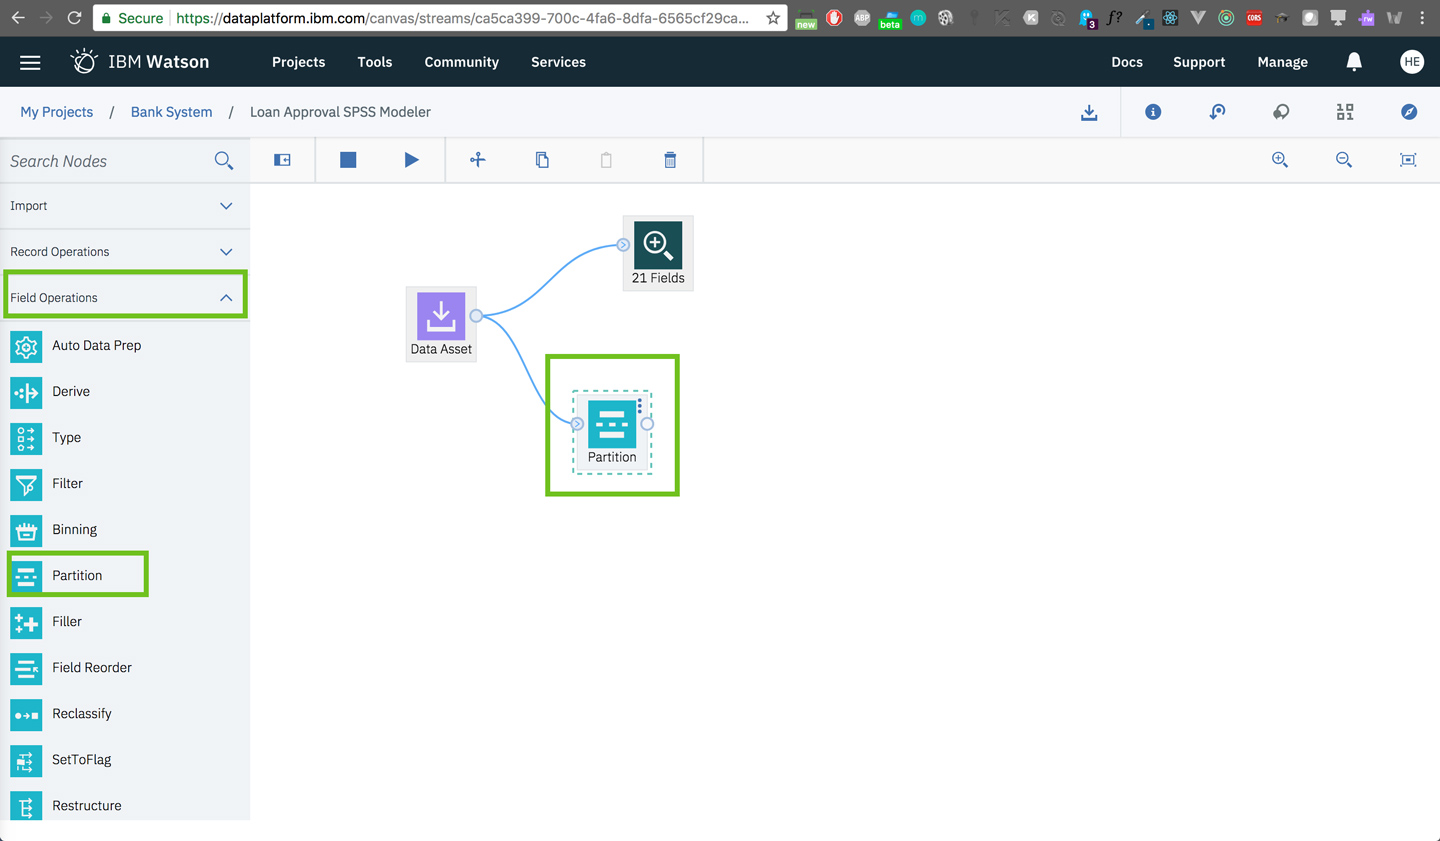 Secure
https://dataplatform.ibm.com/canvas/streams/ca5ca399-700c-4fa6-8dfa-6565cf29ca...
new
ABP
beta
m
K
3
f?
CORS
rw
IBM Watson
Projects
Tools
Community
Services
Docs
Support
Manage
HE
My Projects / Bank System / Loan Approval SPSS Modeler
Search Nodes
Import
Record Operations
Field Operations
Auto Data Prep
Derive
Type
Filter
Binning
Partition
Filler
Field Reorder
Reclassify
SetToFlag
Restructure
21 Fields
Data Asset
Partition